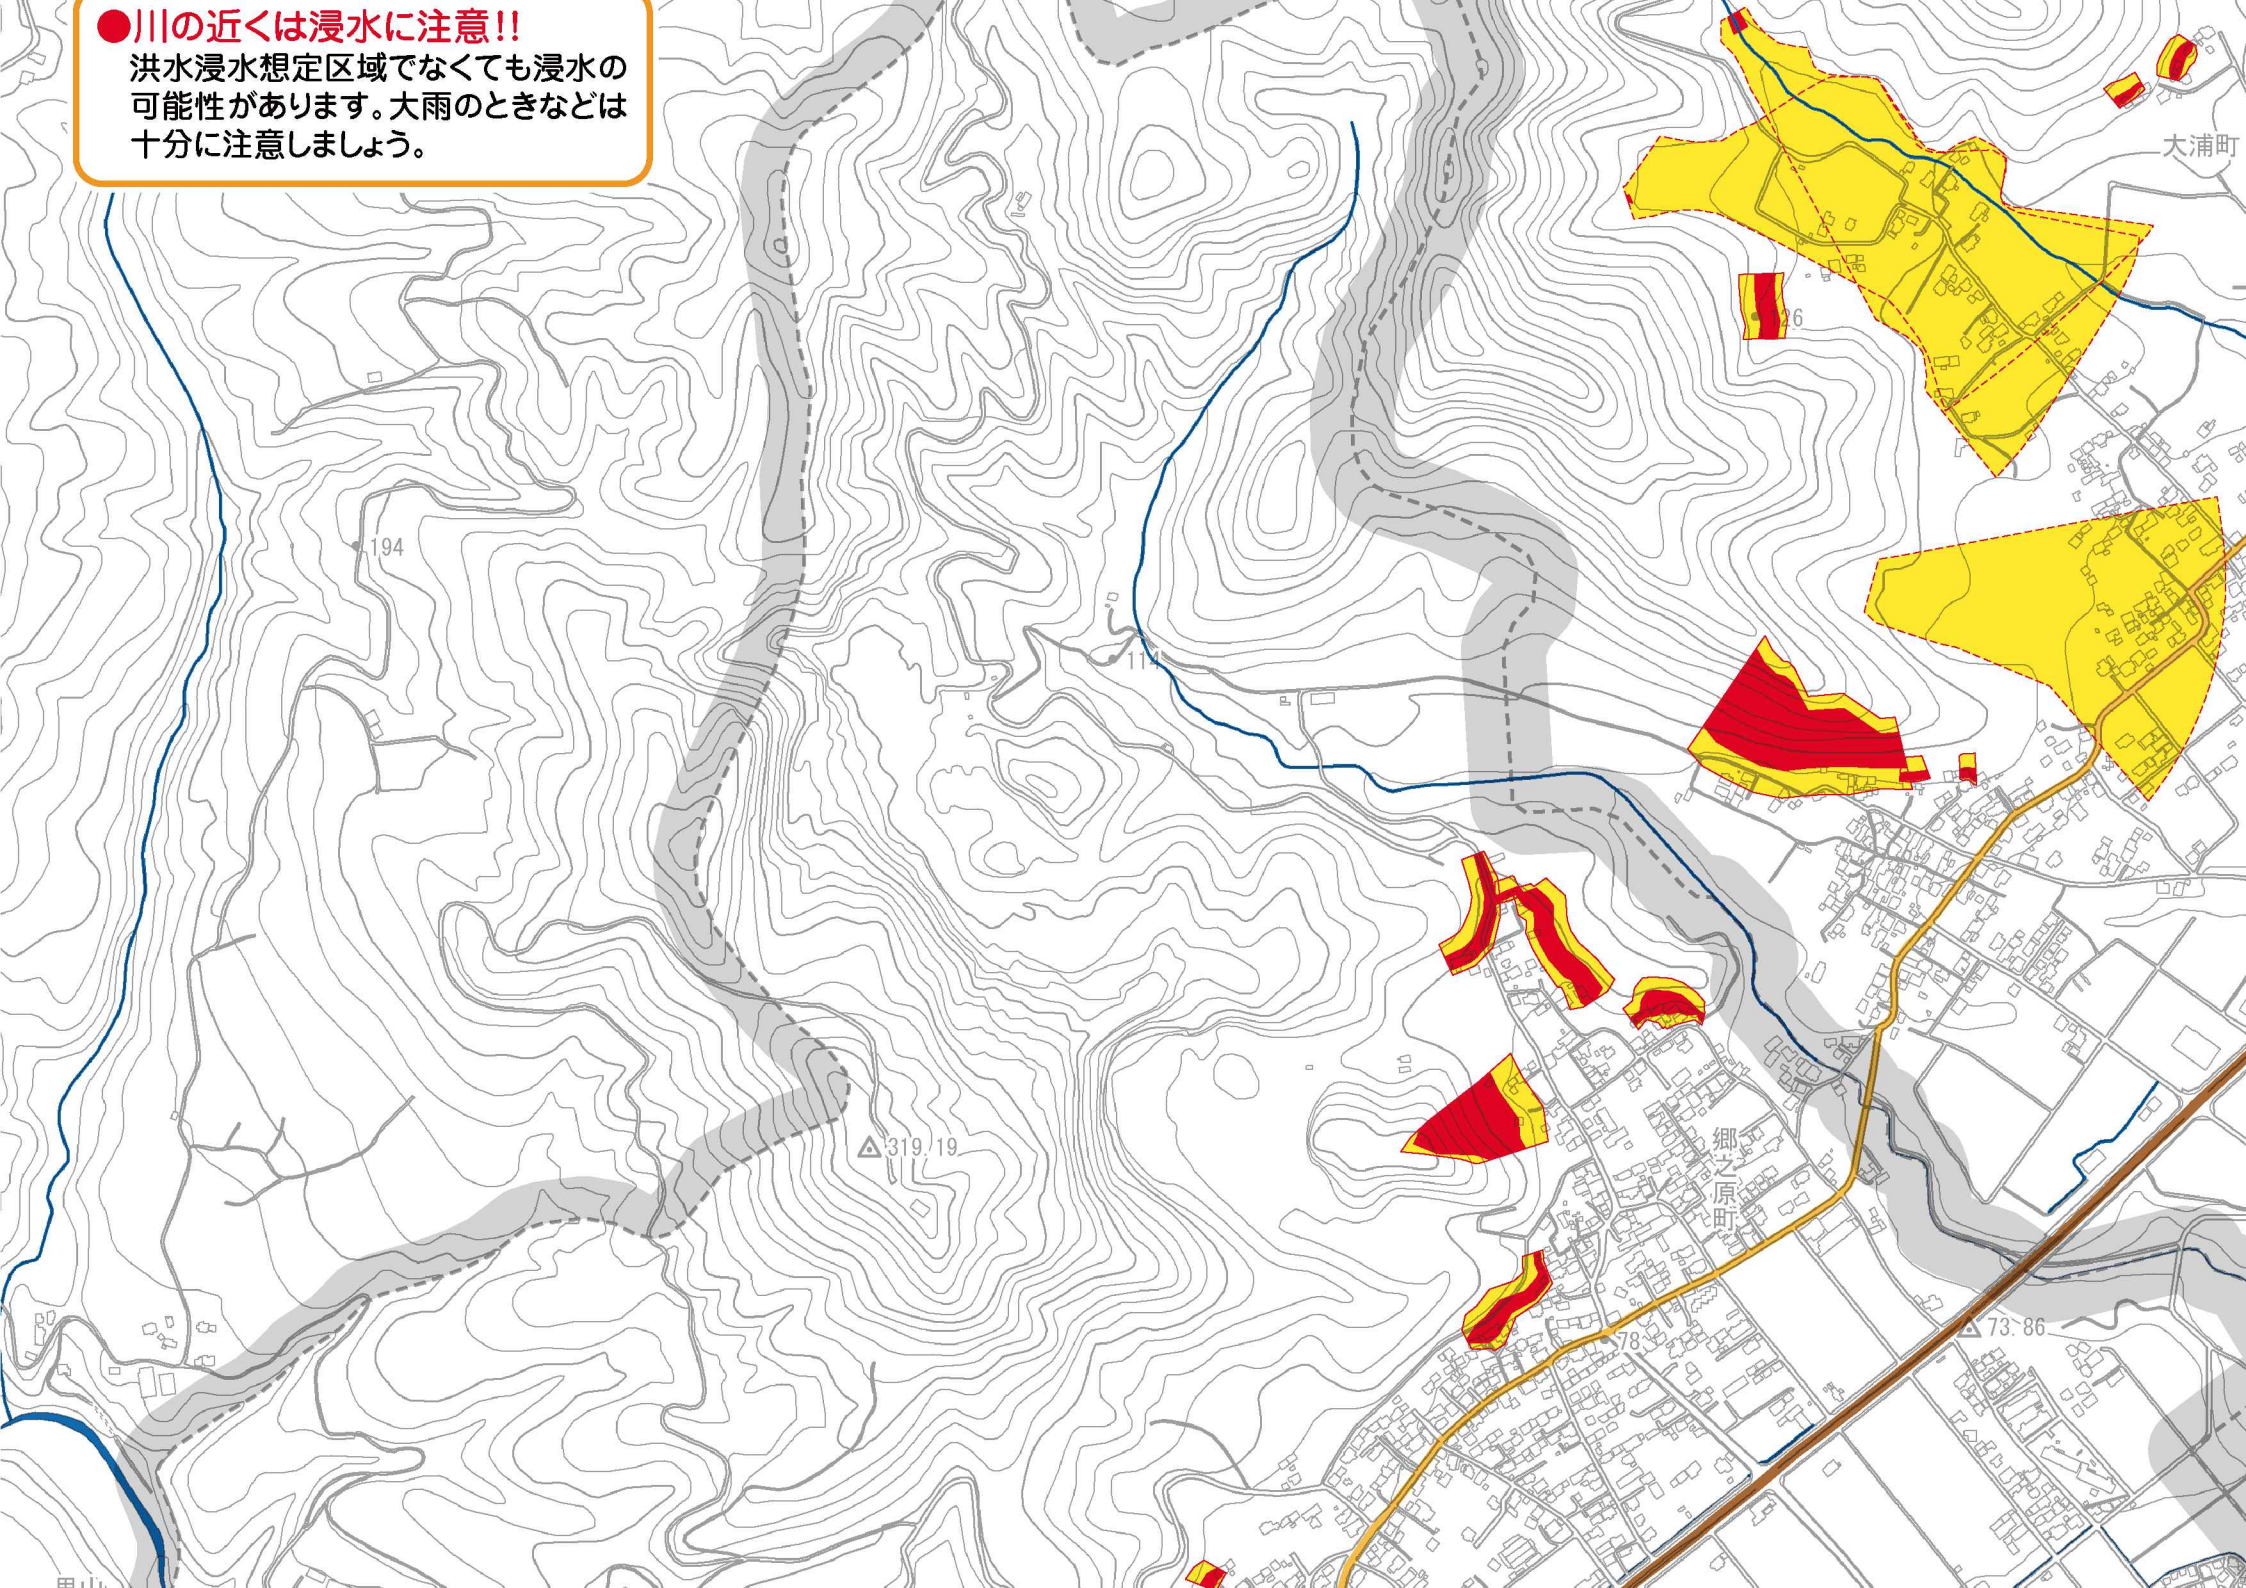 ●川の近くは浸水に注意!!
洪水浸水想定区域でなくても浸水の
可能性があります。大雨のときなどは
十分に注意しましょう。
大浦町
126
194
114
319.19
郷之原町
73.86
78